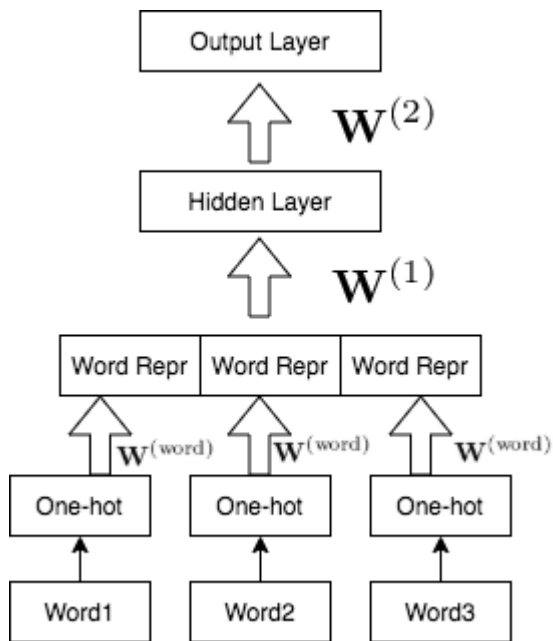 Output Layer
W^(2)
Hidden Layer
W^(1)
Word Repr Word Repr Word Repr
W^(word) W^(word) W^(word)
One-hot One-hot One-hot
Word1 Word2 Word3